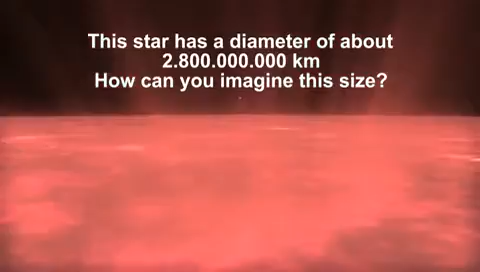 This star has a diameter of about
2.800.000.000 km
How can you imagine this size?